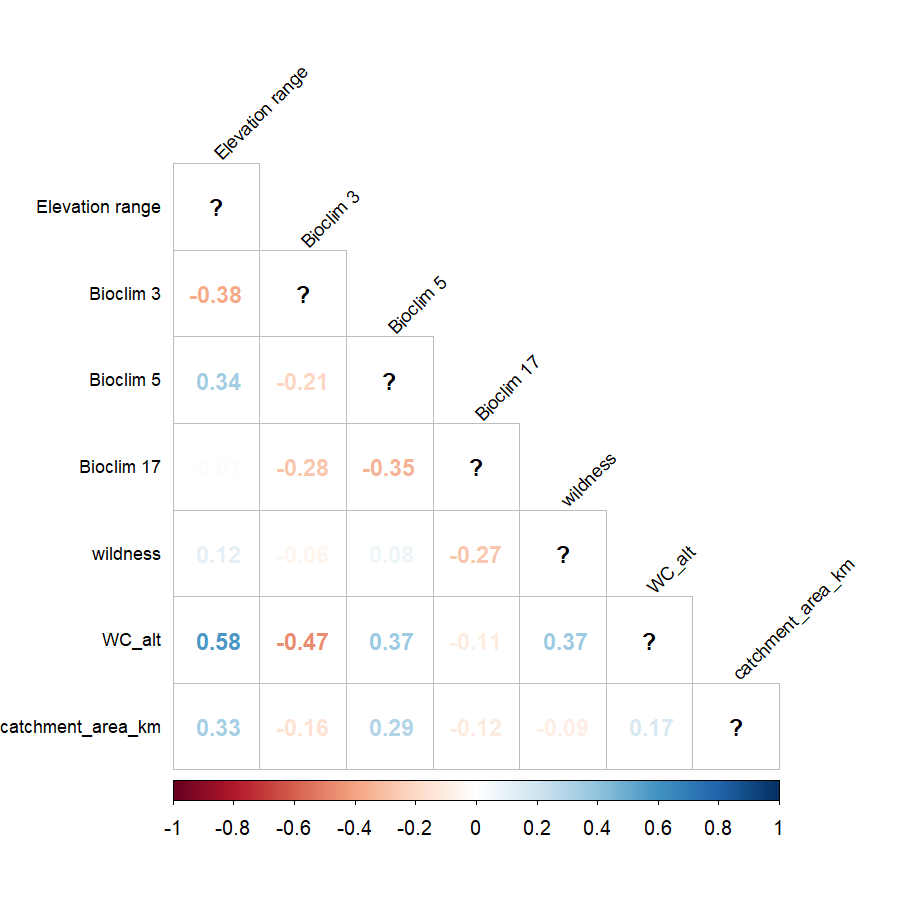 Elevation range
Elevation range ?
Bioclim 3
Bioclim 3 -0.38 ?
Bioclim 5
Bioclim 5 0.34 -0.21 ?
Bioclim 17
Bioclim 17 -0.01 -0.28 -0.35 ?
wildness
wildness 0.12 -0.06 0.08 -0.27 ?
WC_alt
WC_alt 0.58 -0.47 0.37 -0.11 0.37 ?
catchment_area_km
catchment_area_km 0.33 -0.16 0.29 -0.12 -0.09 0.17 ?
-1 -0.8 -0.6 -0.4 -0.2 0 0.2 0.4 0.6 0.8 1